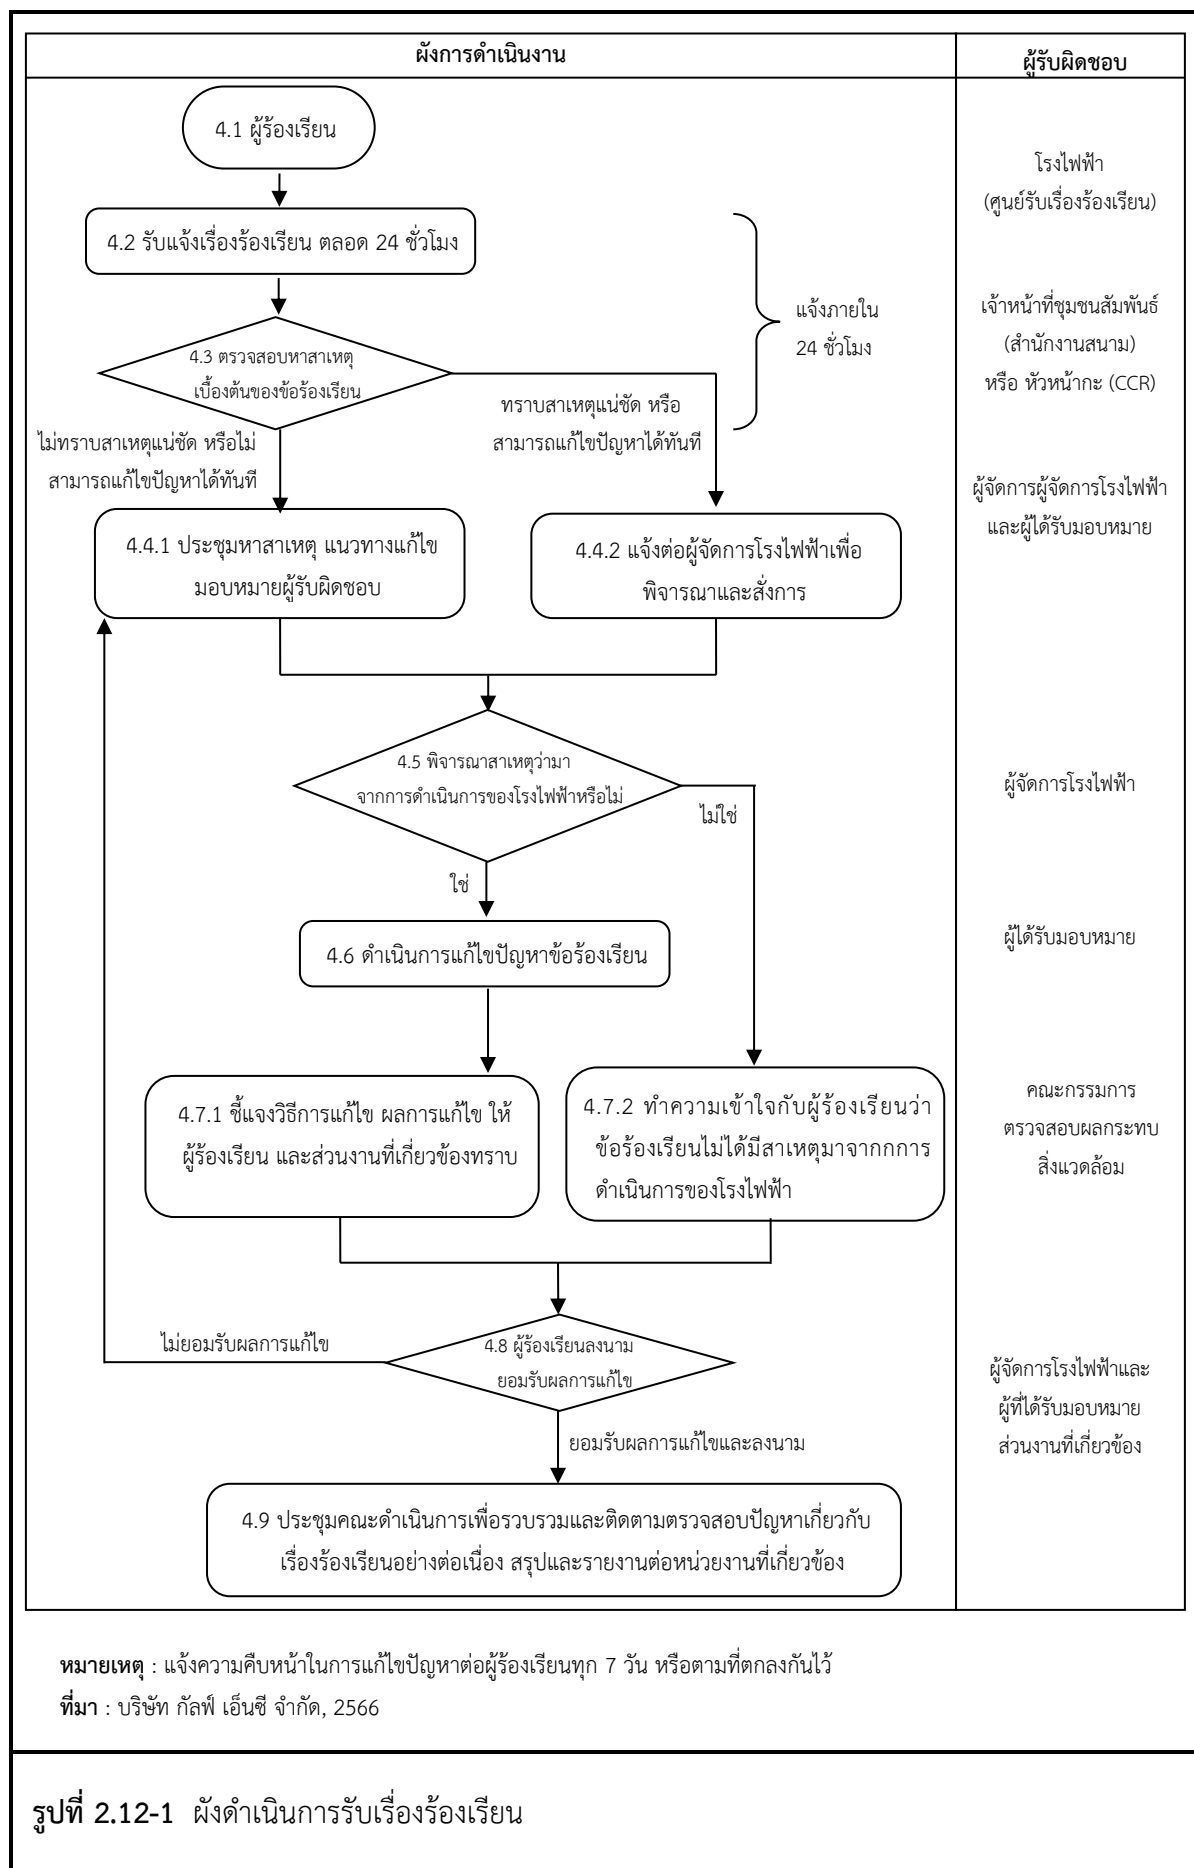 ผังการดำเนินงาน
ผู้รับผิดชอบ
4.1 ผู้ร้องเรียน
โรงไฟฟ้า
(ศูนย์รับเรื่องร้องเรียน)
4.2 รับแจ้งเรื่องร้องเรียน ตลอด 24 ชั่วโมง
แจ้งภายใน
24 ชั่วโมง
เจ้าหน้าที่ชุมชนสัมพันธ์
(สำนักงานสนาม)
หรือ หัวหน้ากะ (CCR)
4.3 ตรวจสอบหาสาเหตุ
เบื้องต้นของข้อร้องเรียน
ทราบสาเหตุแน่ชัด หรือ
สามารถแก้ไขปัญหาได้ทันที
ไม่ทราบสาเหตุแน่ชัด หรือไม่
สามารถแก้ไขปัญหาได้ทันที
ผู้จัดการผู้จัดการโรงไฟฟ้า
และผู้ได้รับมอบหมาย
4.4.1 ประชุมหาสาเหตุ แนวทางแก้ไข
มอบหมายผู้รับผิดชอบ
4.4.2 แจ้งต่อผู้จัดการโรงไฟฟ้าเพื่อ
พิจารณาและสั่งการ
4.5 พิจารณาสาเหตุว่ามา
จากการดำเนินการของโรงไฟฟ้าหรือไม่
ผู้จัดการโรงไฟฟ้า
ไม่ใช่
ใช่
4.6 ดำเนินการแก้ไขปัญหาข้อร้องเรียน
ผู้ได้รับมอบหมาย
4.7.1 ชี้แจงวิธีการแก้ไข ผลการแก้ไข ให้
ผู้ร้องเรียน และส่วนงานที่เกี่ยวข้องทราบ
4.7.2 ทำความเข้าใจกับผู้ร้องเรียนว่า
ข้อร้องเรียนไม่ได้มีสาเหตุมาจากกการ
ดำเนินการของโรงไฟฟ้า
คณะกรรมการ
ตรวจสอบผลกระทบ
สิ่งแวดล้อม
ไม่ยอมรับผลการแก้ไข
4.8 ผู้ร้องเรียนลงนาม
ยอมรับผลการแก้ไข
ผู้จัดการโรงไฟฟ้าและ
ผู้ที่ได้รับมอบหมาย
ส่วนงานที่เกี่ยวข้อง
ยอมรับผลการแก้ไขและลงนาม
4.9 ประชุมคณะดำเนินการเพื่อรวบรวมและติดตามตรวจสอบปัญหาเกี่ยวกับ
เรื่องร้องเรียนอย่างต่อเนื่อง สรุปและรายงานต่อหน่วยงานที่เกี่ยวข้อง
หมายเหตุ : แจ้งความคืบหน้าในการแก้ไขปัญหาต่อผู้ร้องเรียนทุก 7 วัน หรือตามที่ตกลงกันไว้
ที่มา : บริษัท กัลฟ์ เอ็นซี จำกัด, 2566
รูปที่ 2.12-1 ผังดำเนินการรับเรื่องร้องเรียน